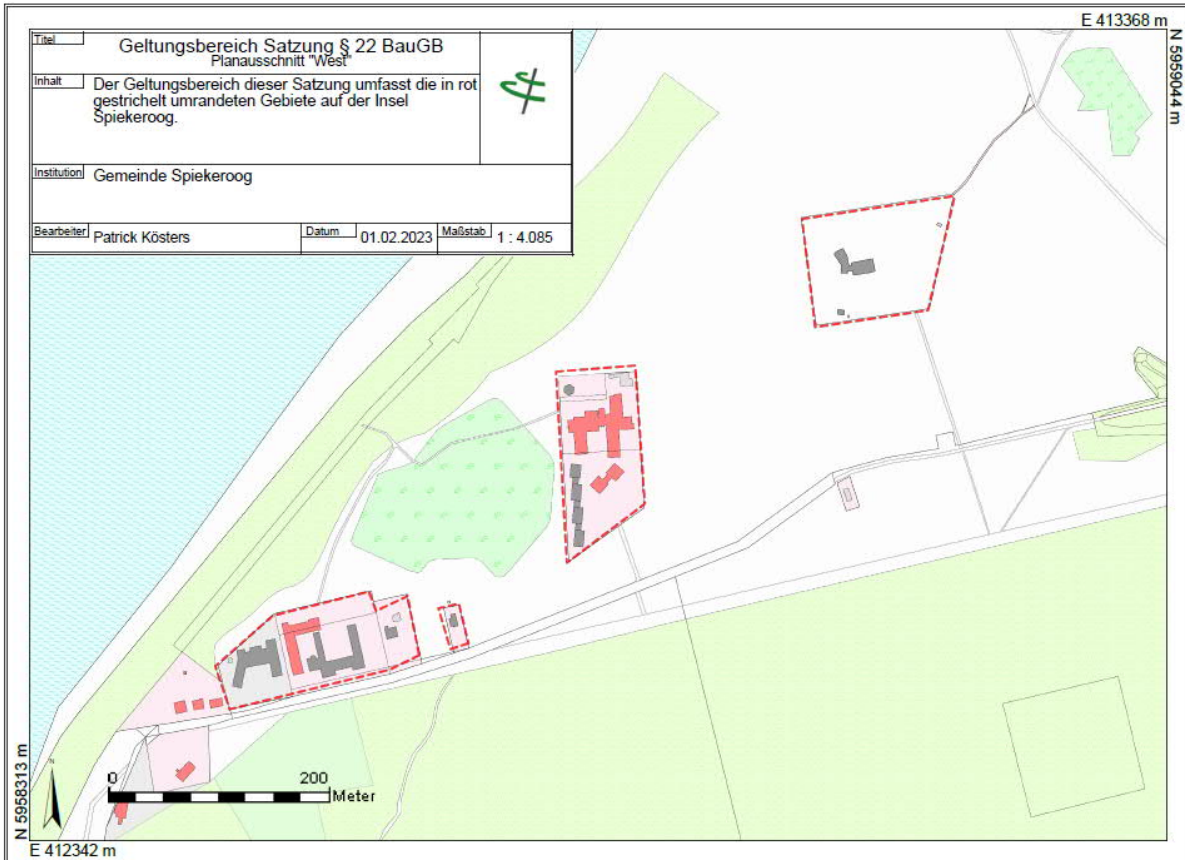 E 413368 m
N 5959044 m
Titel
Geltungsbereich Satzung § 22 BauGB
Planausschnitt "West"
Inhalt
Der Geltungsbereich dieser Satzung umfasst die in rot
gestrichelt umrandeten Gebiete auf der Insel
Spiekeroog.
Institution
Gemeinde Spiekeroog
Bearbeiter
Patrick Kösters
Datum
01.02.2023
Maßstab
1 : 4.085
N
0
200
Meter
N 5958313 m
E 412342 m